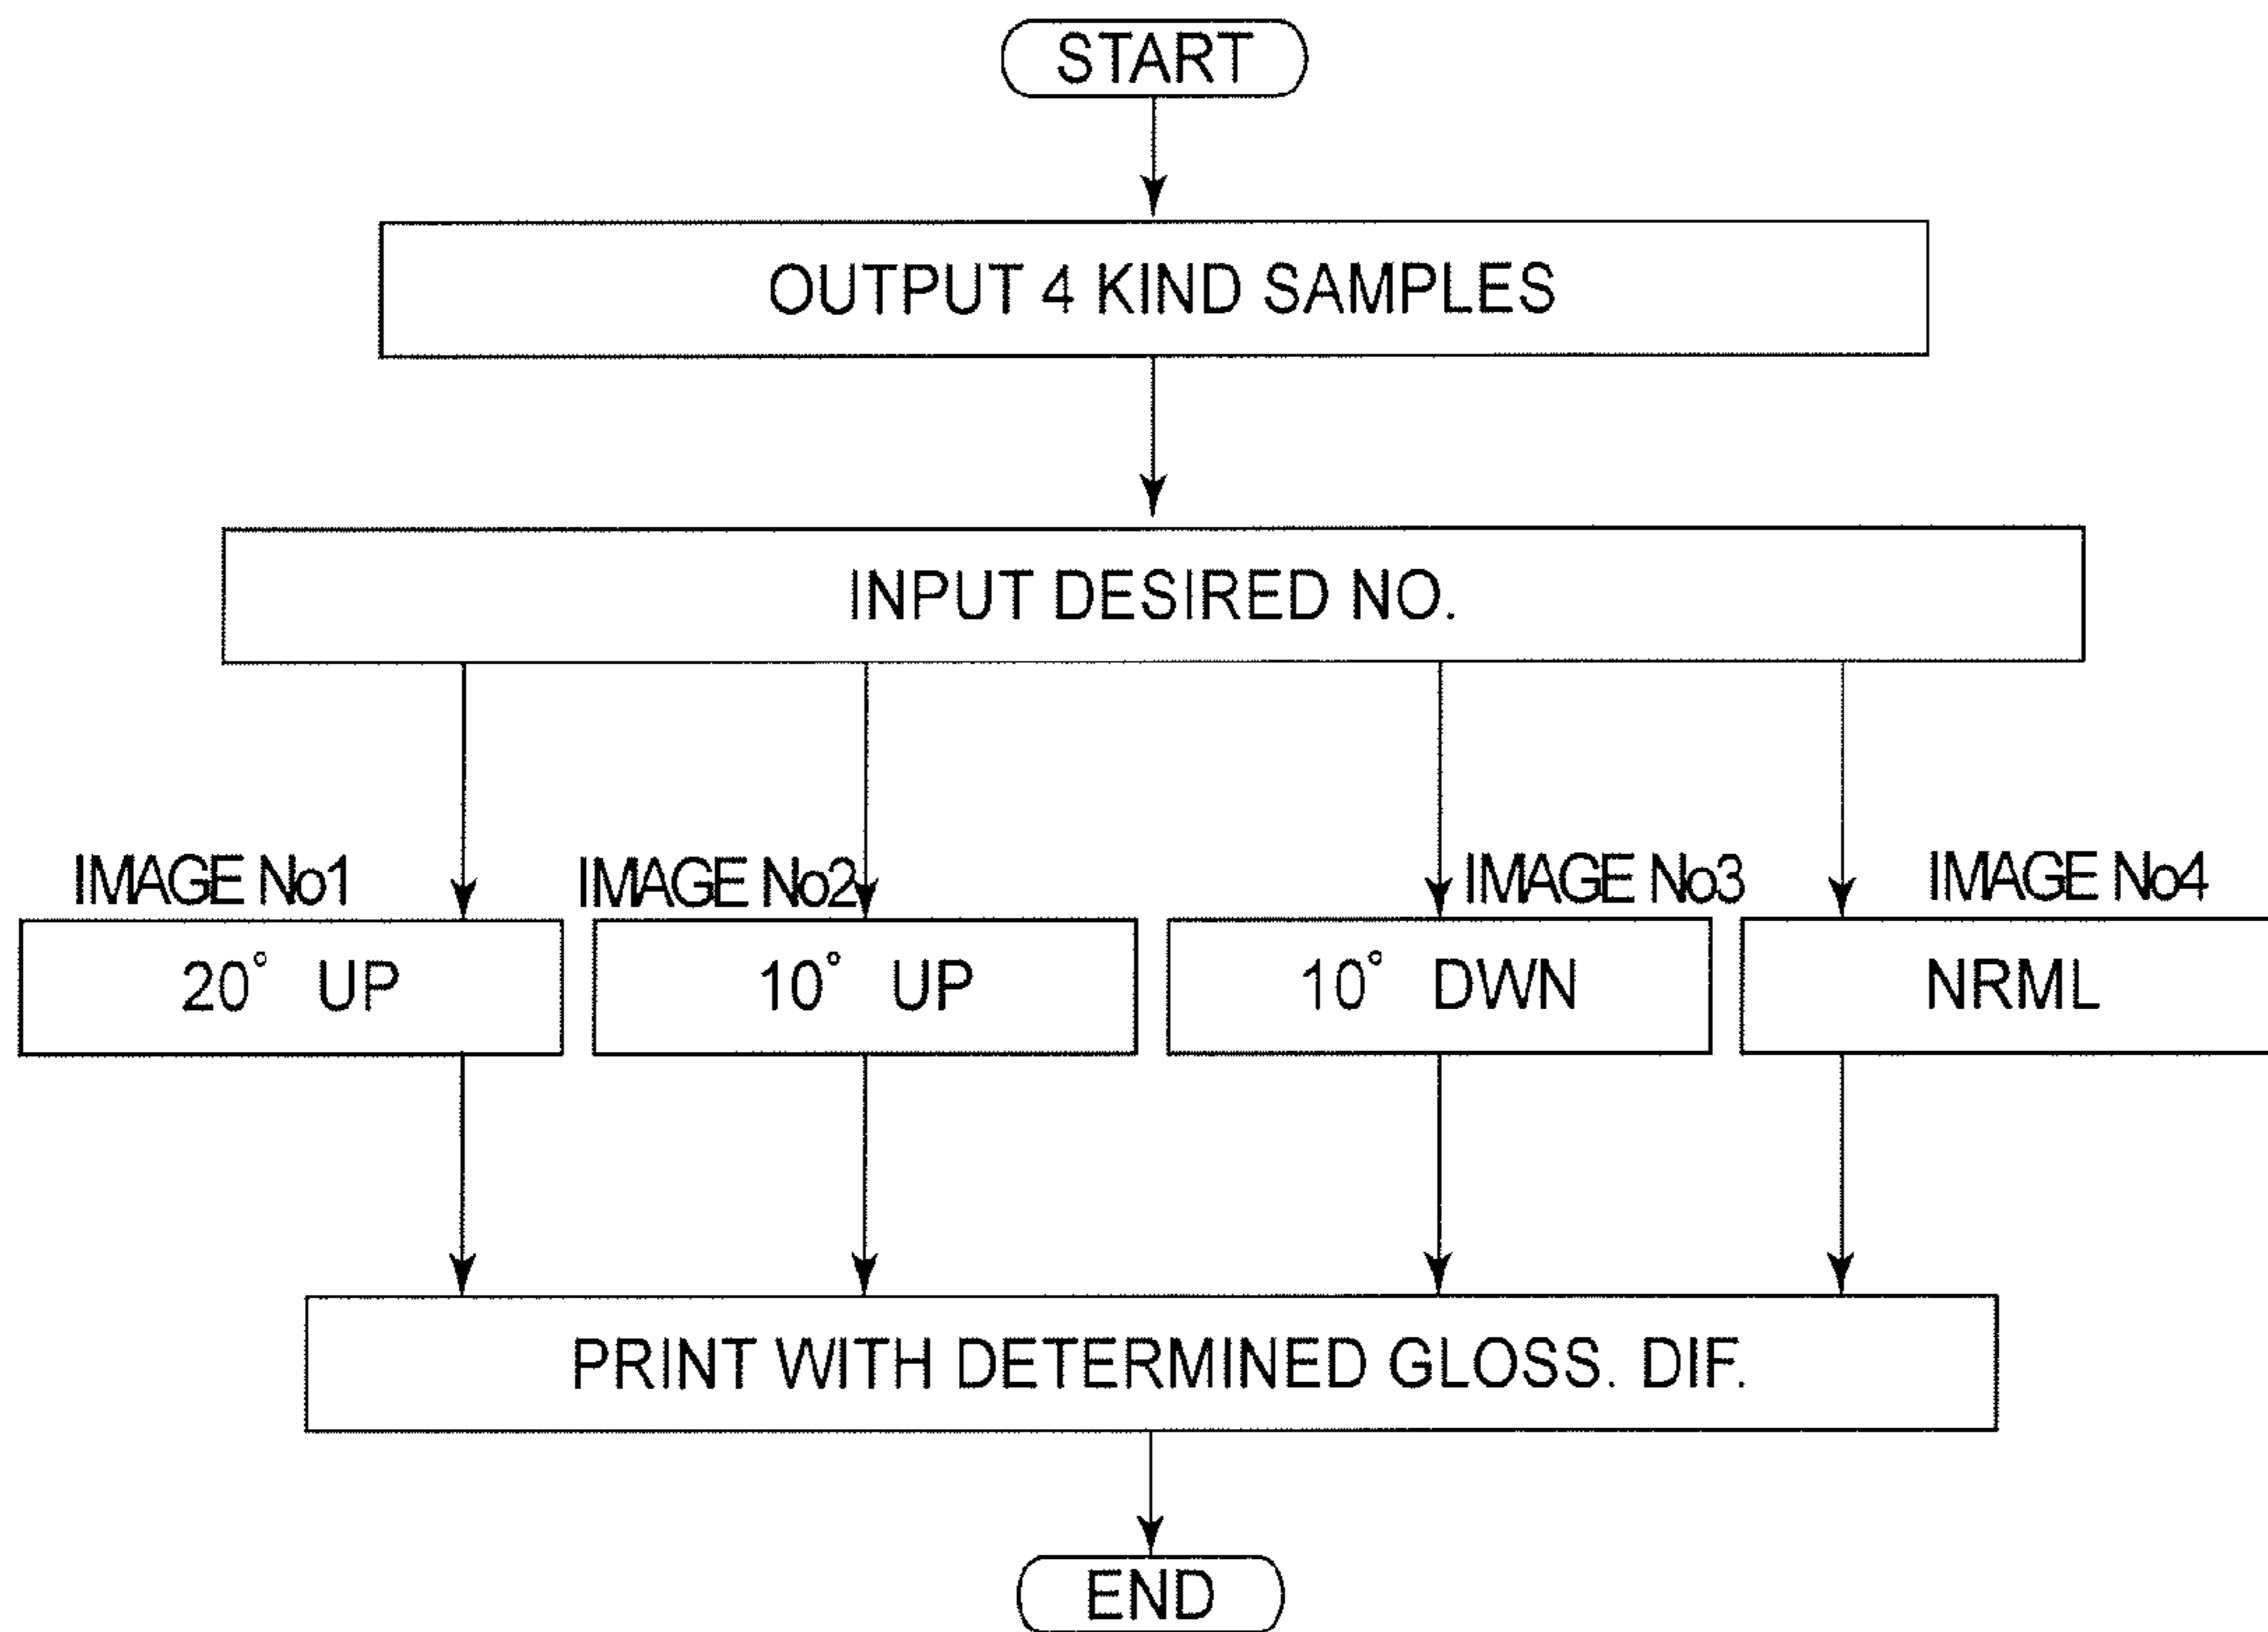 START
OUTPUT 4 KIND SAMPLES
INPUT DESIRED NO.
IMAGE No1
IMAGE No2
IMAGE No3
IMAGE No4
20° UP
10° UP
10° DWN
NRML
PRINT WITH DETERMINED GLOSS. DIF.
END